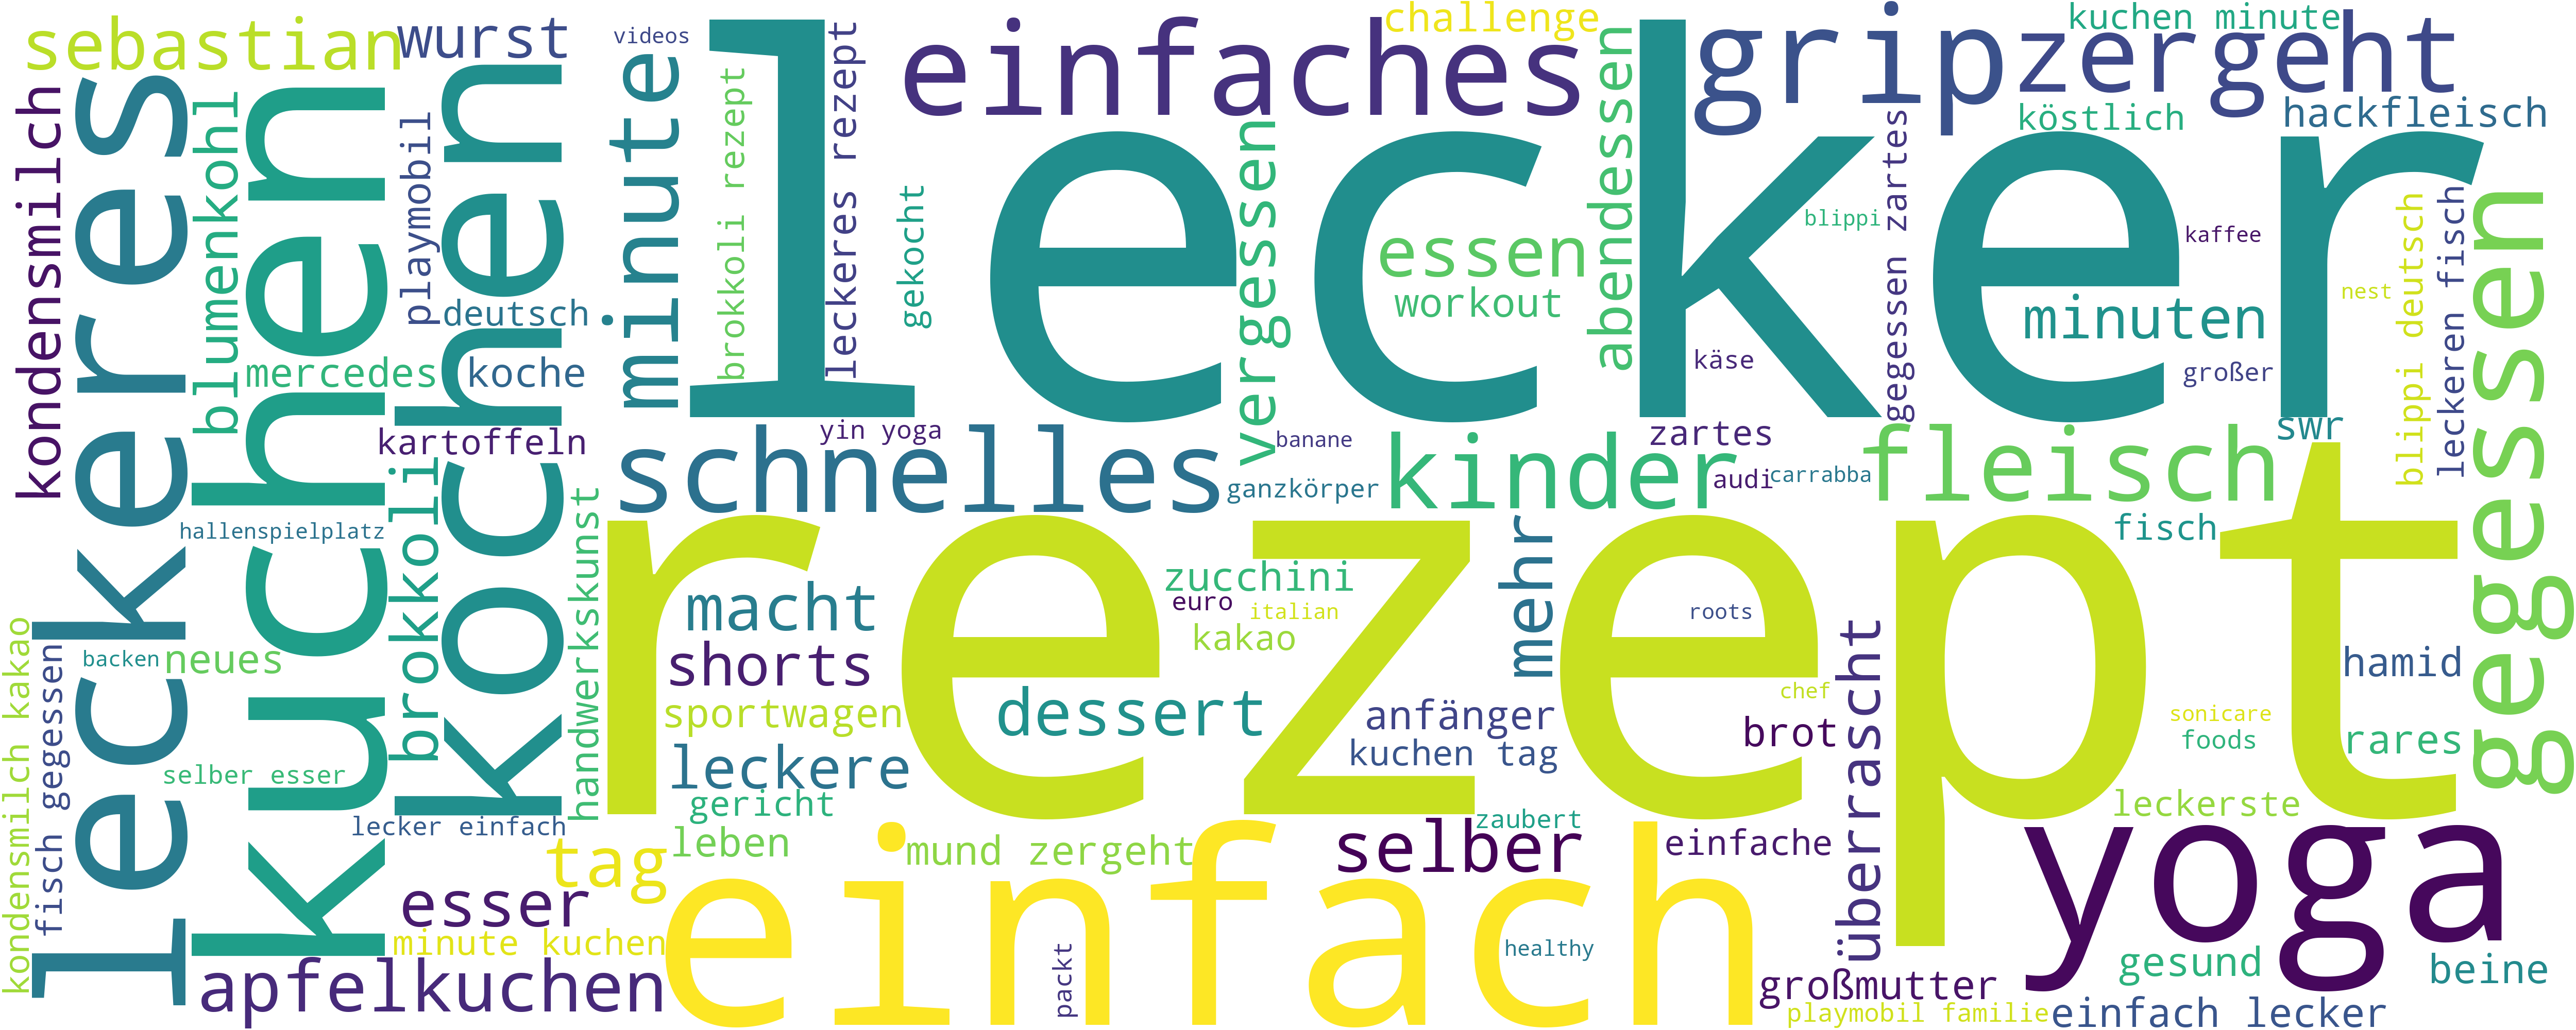 sebastian
wurst
videos
challenge
kuchen minute
lecker
einfaches
grip
zergeht
köstlich
hackfleisch
kondensmilch
leckeres
blumenkohl
kuchen
playmobil
kochen
minute
brokkoli rezept
leckeres rezept
gekocht
vergessen
essen
workout
abendessen
blippi
gegessen zartes
kaffee
minuten
nest
käse
großer
blippi deutsch
leckeren fisch
gegessen
deutsch
mercedes
koche
kartoffeln
yin yoga
schnelles
banane
ganzkörper
kinder
zartes
audi
carrabba
fleisch
swr
fisch
hallenspielplatz
brokkoli
handwerkskunst
rezept
macht
zucchini
euro
italian
kakao
mehr
roots
shorts
sportwagen
dessert
anfänger
kuchen tag
chef
brot
überrascht
hamid
sonicare
foods
rares
kondensmilch kakao
fisch gegessen
backen
neues
selber esser
lecker einfach
leckere
gericht
leben
mund zergeht
zaubert
selber
einfache
leckerste
yoga
tag
esser
minute kuchen
apfelkuchen
einfach
packt
healthy
großmutter
gesund
beine
playmobil familie
einfach lecker